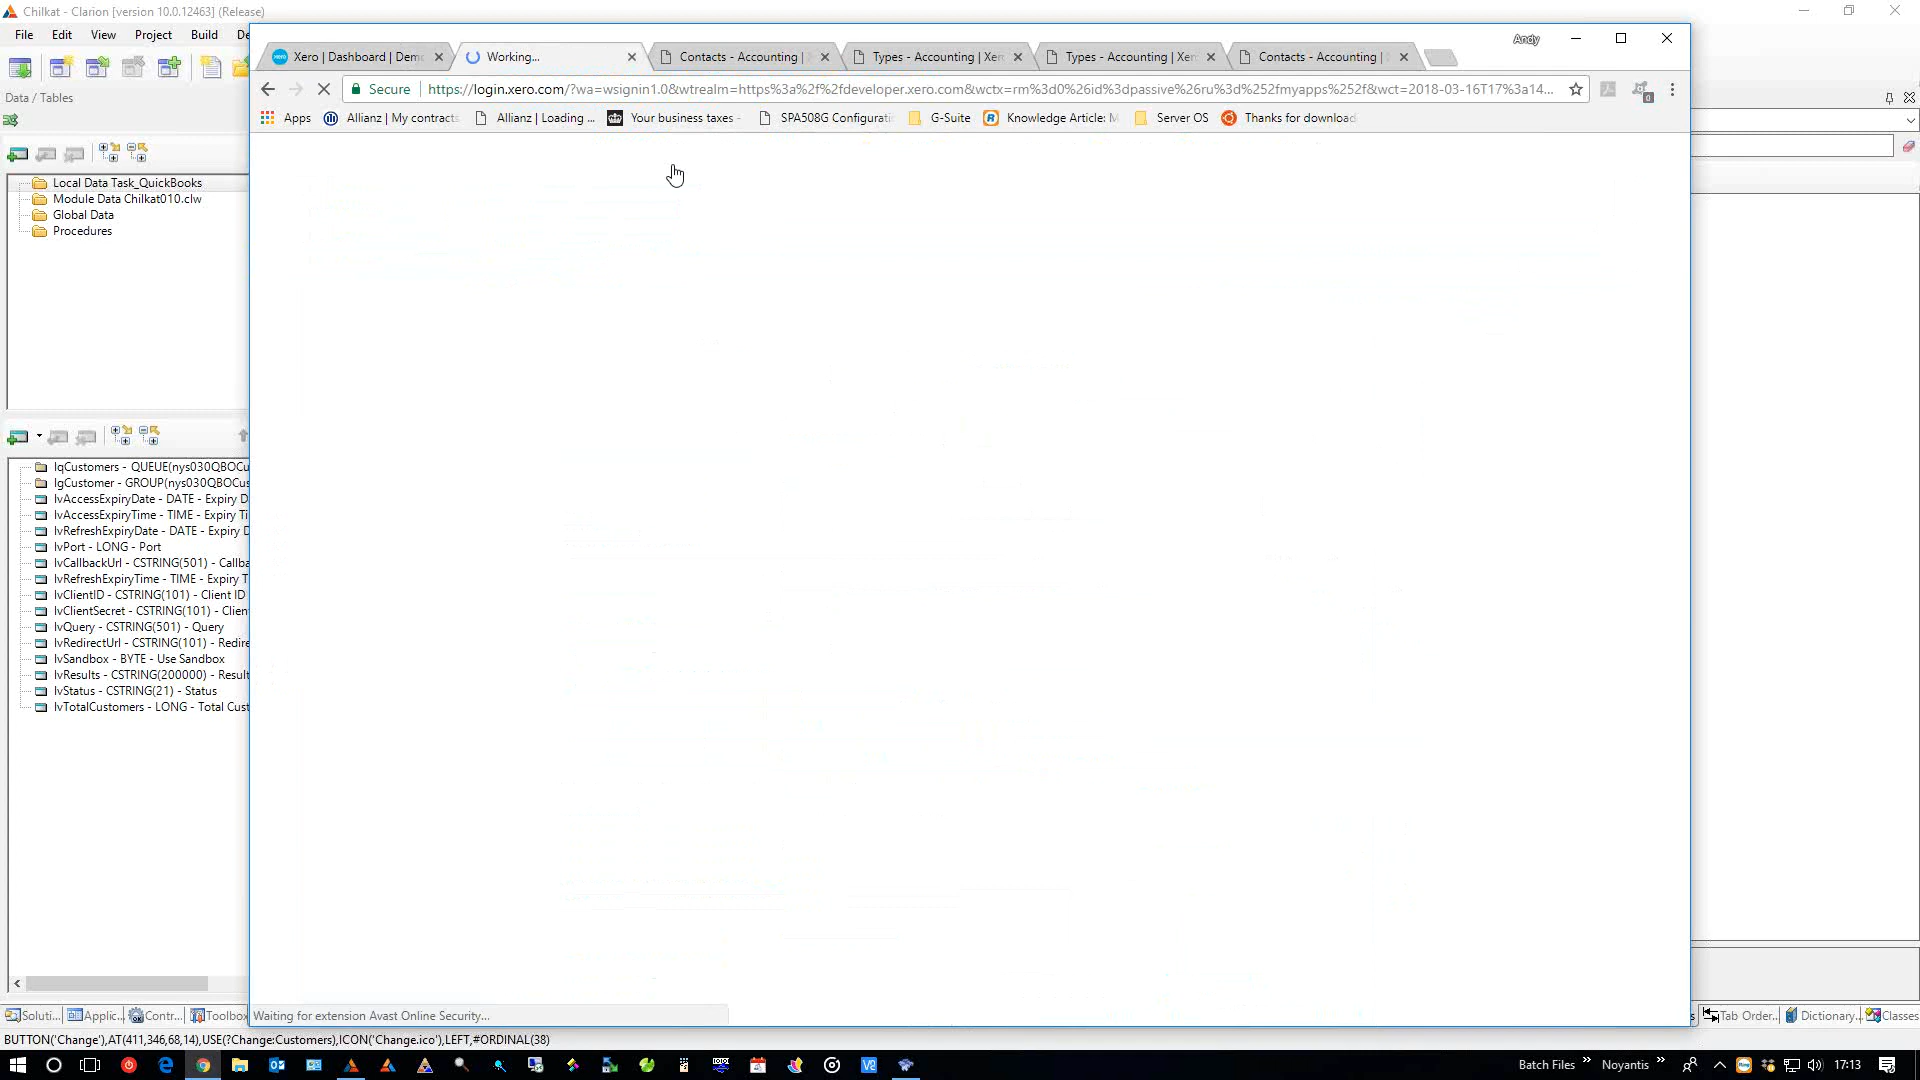 Chilkat - Clarion [version 10.0.12463] (Release)
File Edit View Project Build De
Andy
Xero | Dashboard | Demo
Working...
Contacts - Accounting |
Types - Accounting | Xer
Types - Accounting | Xer
Contacts - Accounting |
Secure https://login.xero.com/?wa=wsignin1.0&wtrealm=https%3a%2f%2fdeveloper.xero.com&wctx=rm%3d0%26id%3dpassive%26ru%3d%252fmyapps%252f&wct=2018-03-16T17%3a14...
Apps
Allianz | My contracts
Allianz | Loading ...
Your business taxes -
SPA508G Configurati
G-Suite
Knowledge Article: M
Server OS
Thanks for download
Data / Tables
Local Data Task_QuickBooks
Module Data Chilkat010.clw
Global Data
Procedures
lqCustomers - QUEUE(nys030QBOCu
lgCustomer - GROUP(nys030QBOCus
lvAccessExpiryDate - DATE - Expiry D
lvAccessExpiryTime - TIME - Expiry Ti
lvRefreshExpiryDate - DATE - Expiry D
lvPort - LONG - Port
lvCallbackUrl - CSTRING(501) - Callba
lvRefreshExpiryTime - TIME - Expiry T
lvClientID - CSTRING(101) - Client ID
lvClientSecret - CSTRING(101) - Clien
lvQuery - CSTRING(501) - Query
lvRedirectUrl - CSTRING(101) - Redire
lvSandbox - BYTE - Use Sandbox
lvResults - CSTRING(200000) - Result
lvStatus - CSTRING(21) - Status
lvTotalCustomers - LONG - Total Cust
Soluti... Applic... Contr... Toolbox
Waiting for extension Avast Online Security...
Tab Order... Dictionary... Classes
BUTTON('Change'),AT(411,346,68,14),USE(?Change:Customers),ICON('Change.ico'),LEFT,#ORDINAL(38)
Batch Files » Noyantis » 17:13